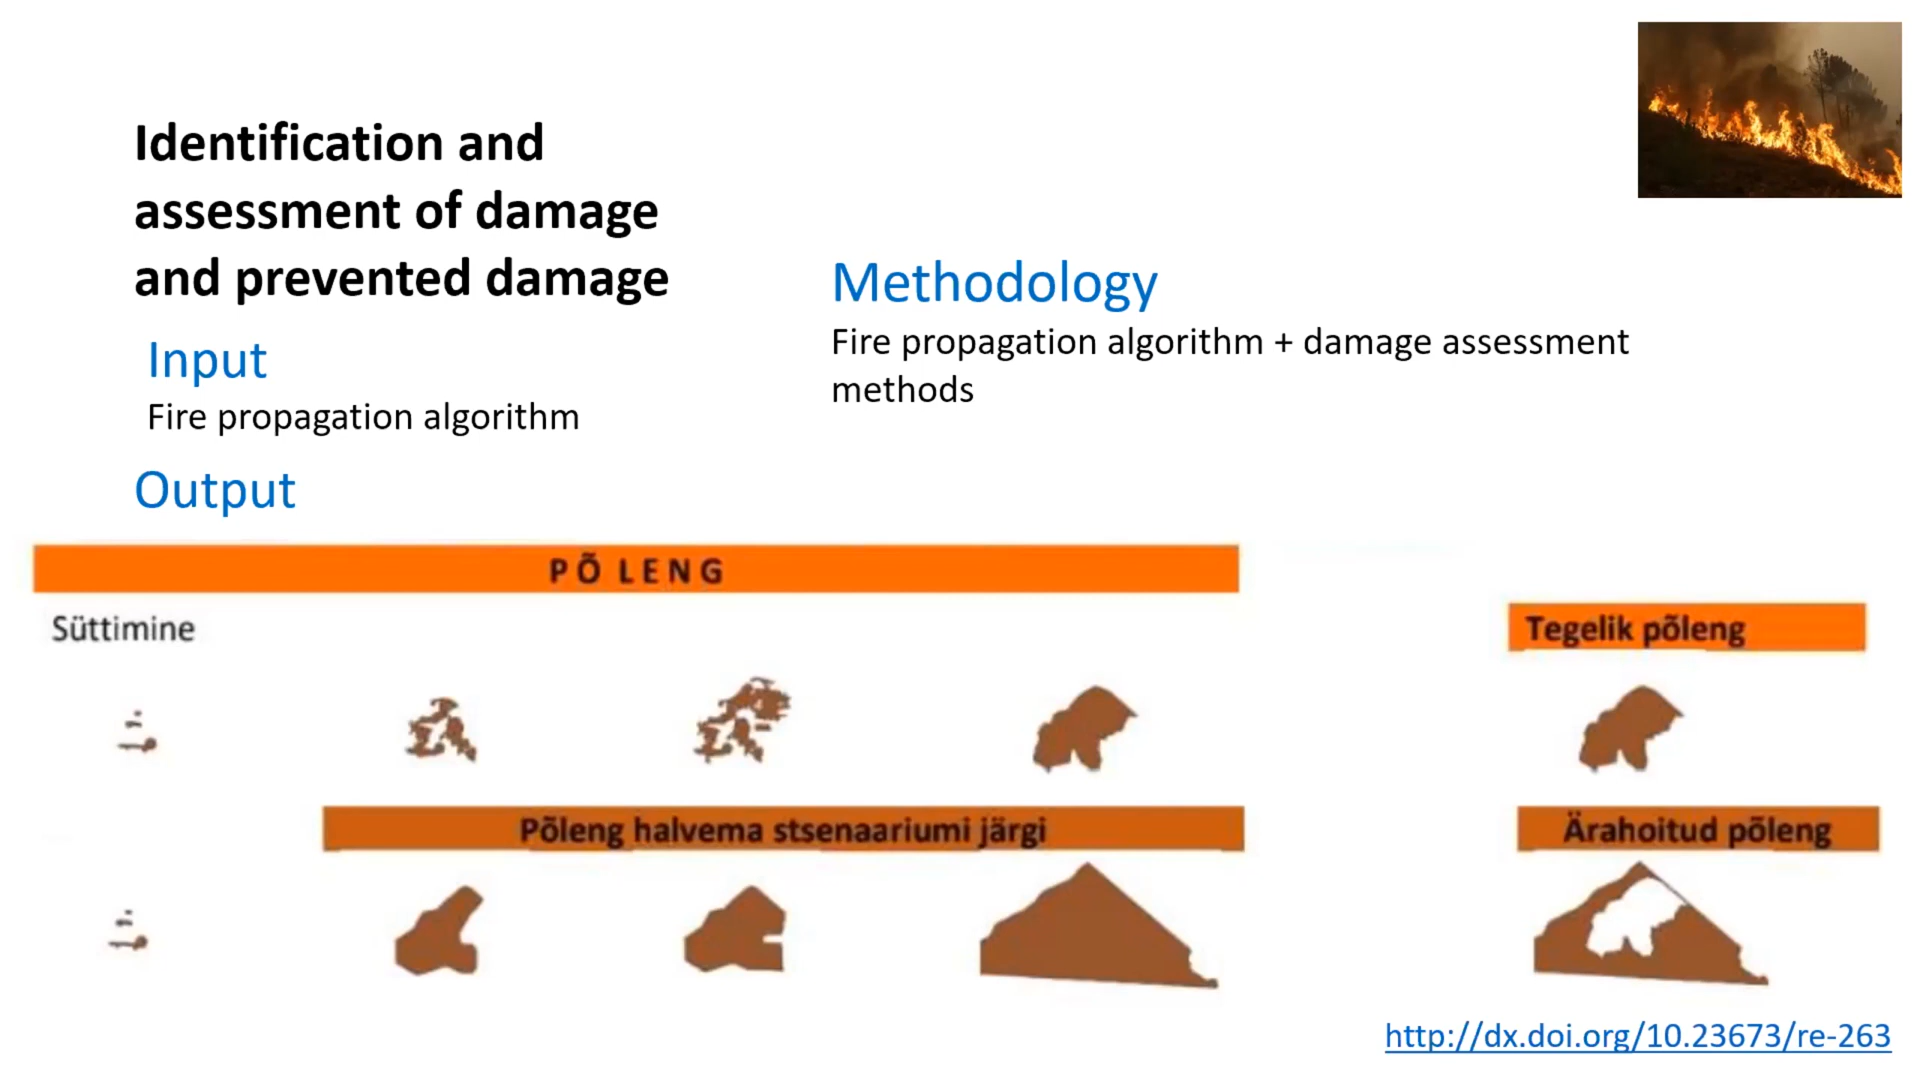 Identification and
assessment of damage
and prevented damage
Input
Fire propagation algorithm
Methodology
Fire propagation algorithm + damage assessment
methods
Output
PÕLENG
Süttimine
Tegelik põleng
Põleng halvema stsenaariumi järgi
Ärahoitud põleng
http://dx.doi.org/10.23673/re-263